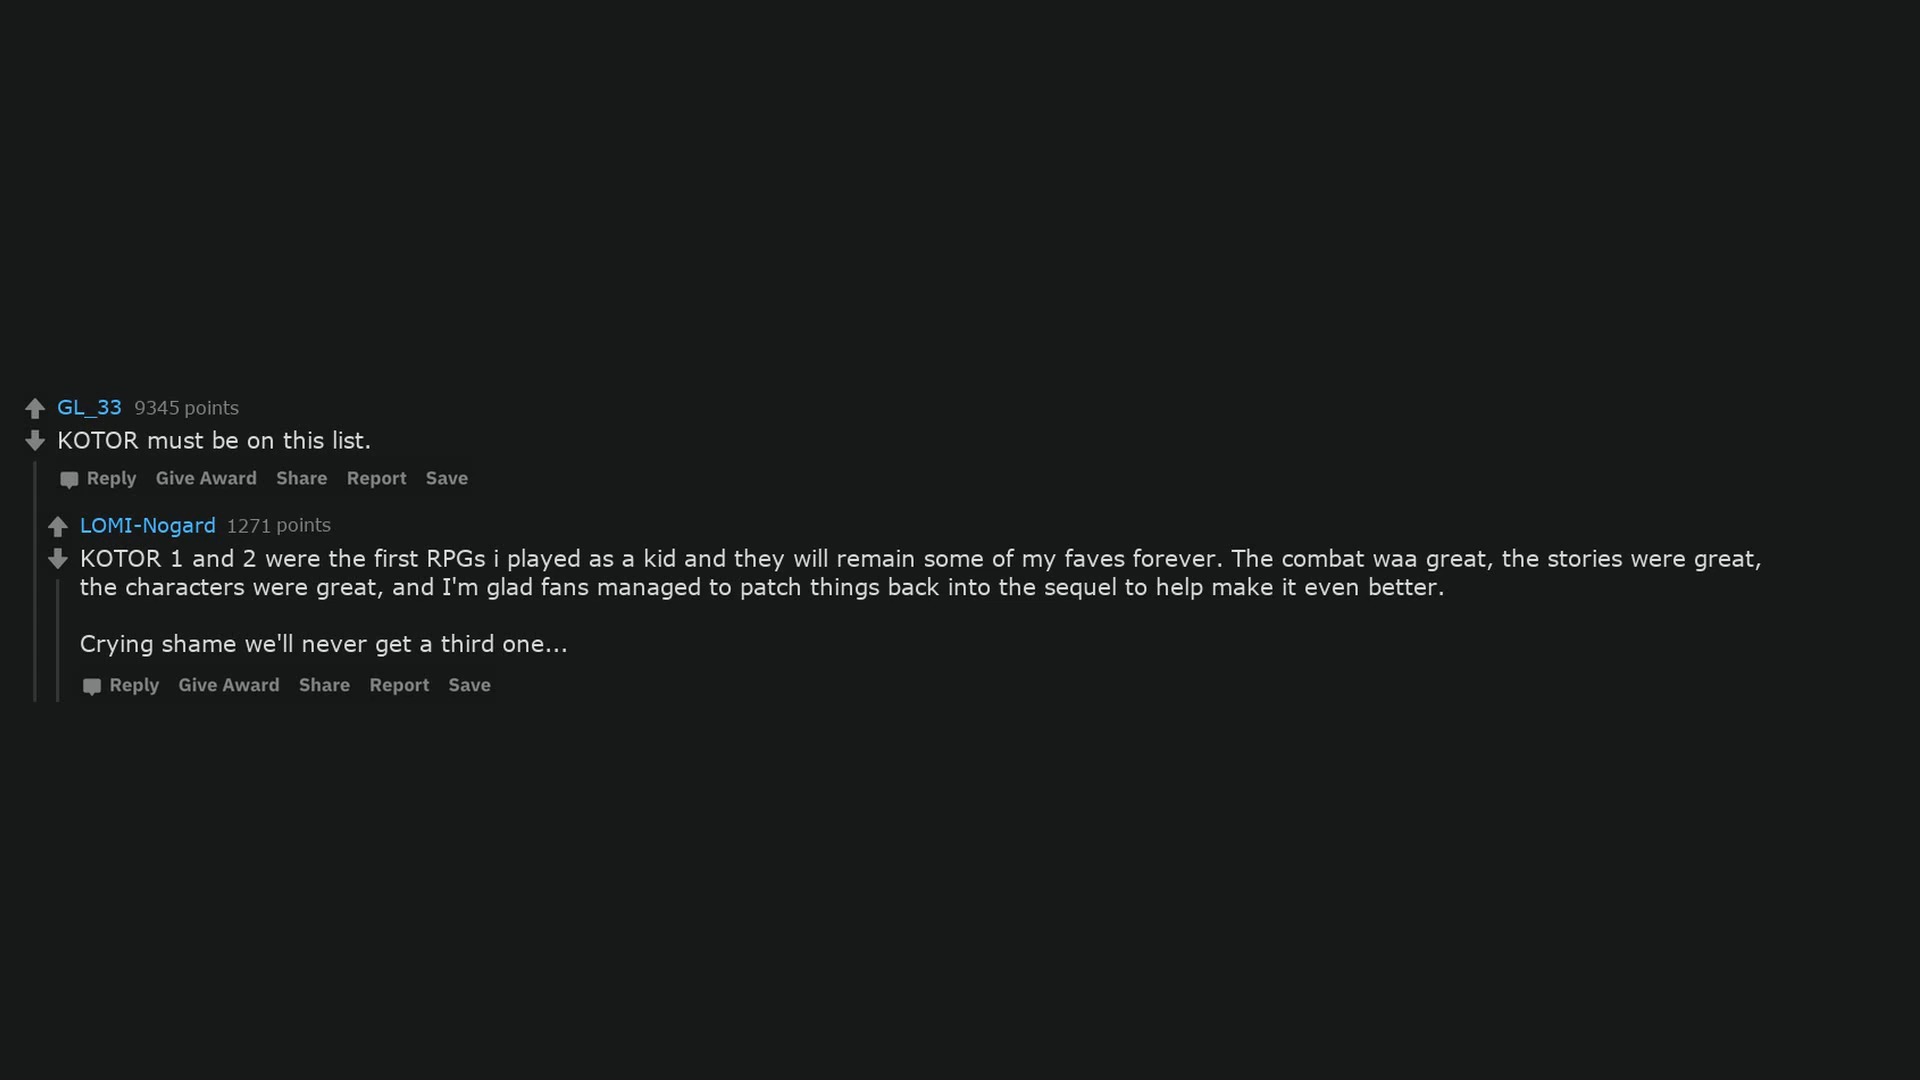 GL_33 9345 points
KOTOR must be on this list.
Reply Give Award Share Report Save
LOMI-Nogard 1271 points
KOTOR 1 and 2 were the first RPGs i played as a kid and they will remain some of my faves forever. The combat waa great, the stories were great,
the characters were great, and I'm glad fans managed to patch things back into the sequel to help make it even better.
Crying shame we'll never get a third one...
Reply Give Award Share Report Save